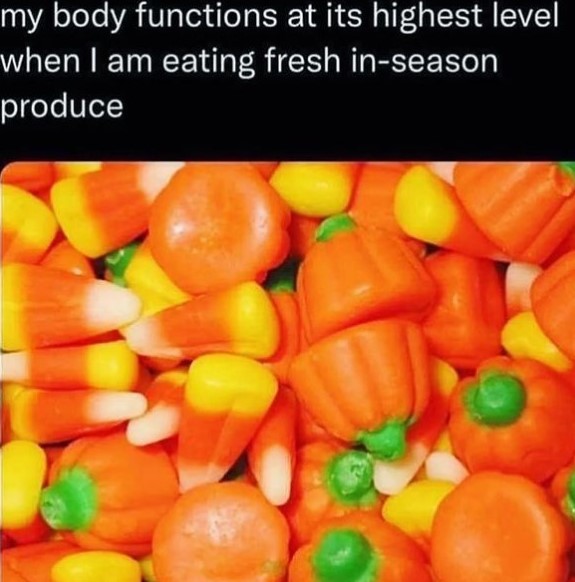 my body functions at its highest level
when I am eating fresh in-season
produce